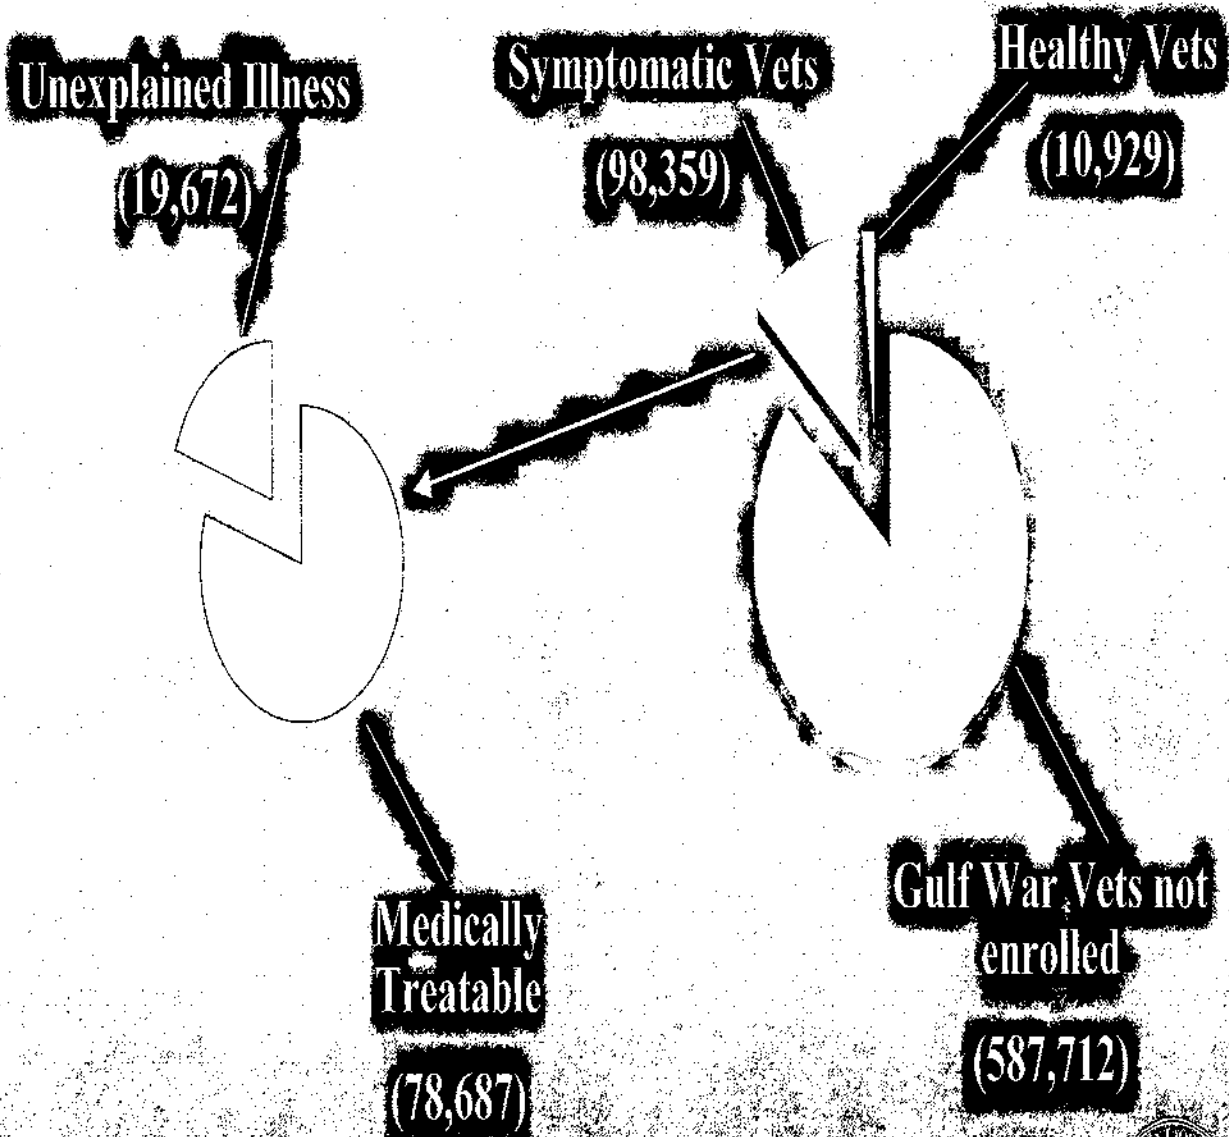 Unexplained Illness
(19,672)
Symptomatic Vets
(98,359)
Healthy Vets
(10,929)
Medically
Treatable
(78,687)
Gulf War Vets not
enrolled
(587,712)